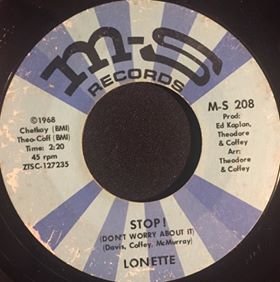 M-S
RECORDS
©1968
Chetkay (BMI)
Theo-Coff (BMI)
Time: 2:20
45 rpm
ZTSC-127235
M-S 208
Prod:
Ed Kaplan,
Theodore
& Coffey
Arr:
Theodore
& Coffey
STOP!
(DON'T WORRY ABOUT IT)
(Davis, Coffey, McMurray)
LONETTE